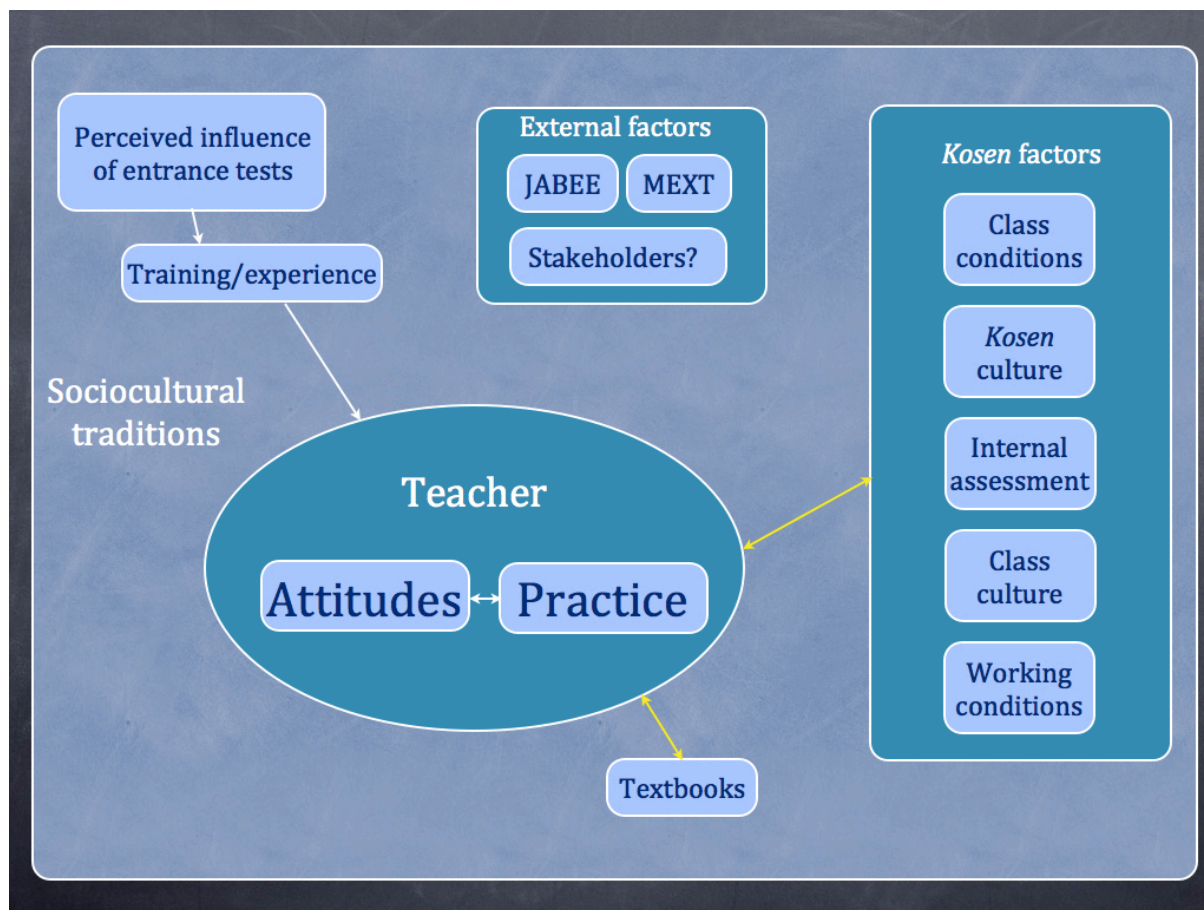 Perceived influence
of entrance tests
Training/experience
External factors
JABEE
MEXT
Stakeholders?
Kosen factors
Class
conditions
Kosen
culture
Internal
assessment
Class
culture
Working
conditions
Sociocultural
traditions
Teacher
Attitudes
Practice
Textbooks